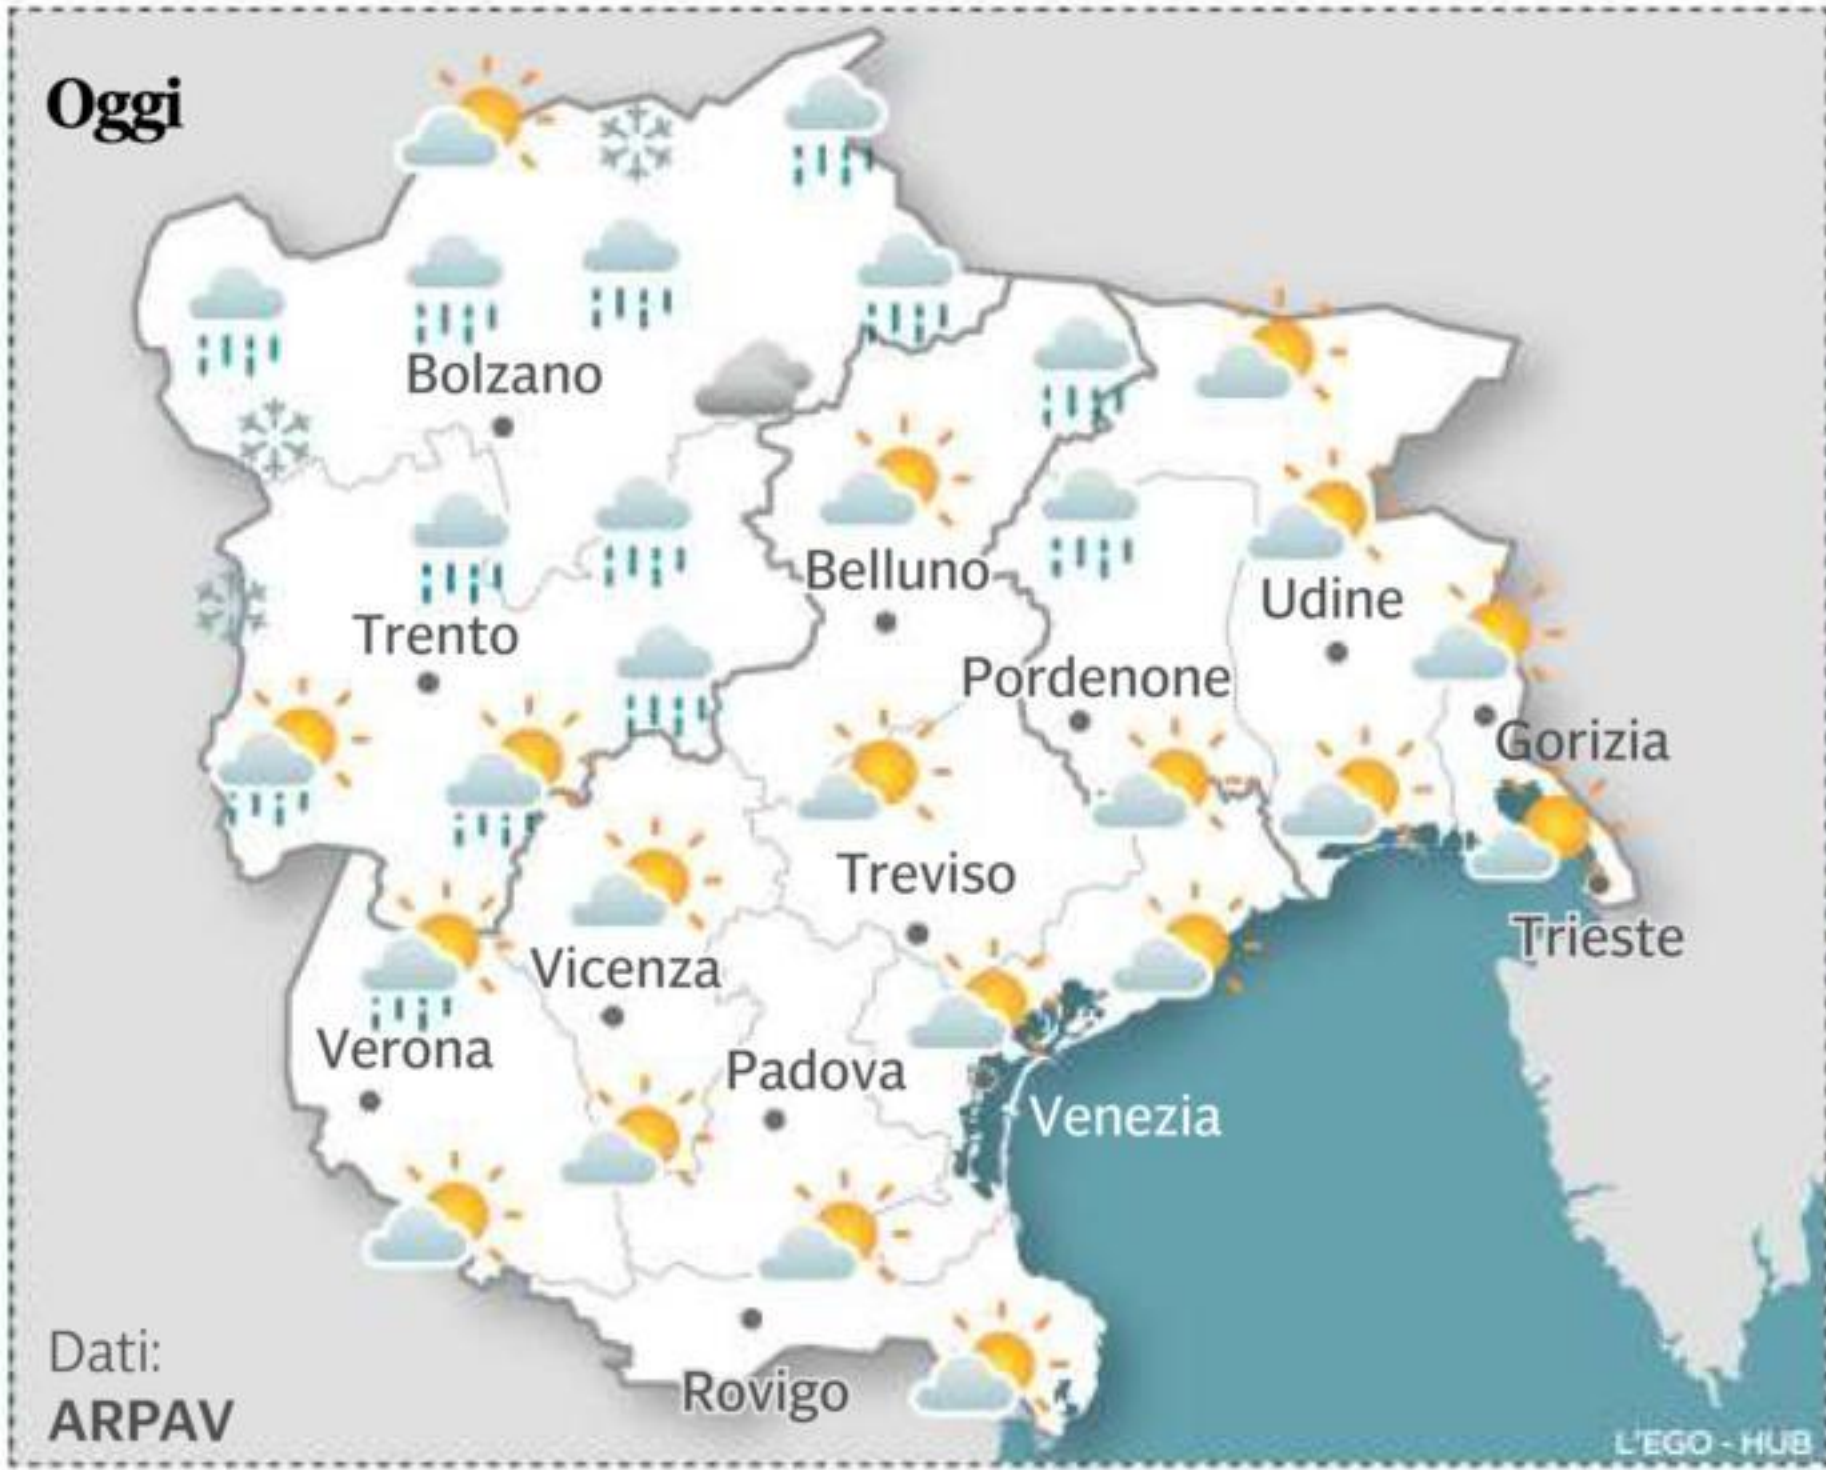 Oggi
Bolzano
Belluno
Trento
Udine
Pordenone
Gorizia
Treviso
Trieste
Vicenza
Verona
Padova
Venezia
Rovigo
Dati:
ARPAV
L'EGO - HUB